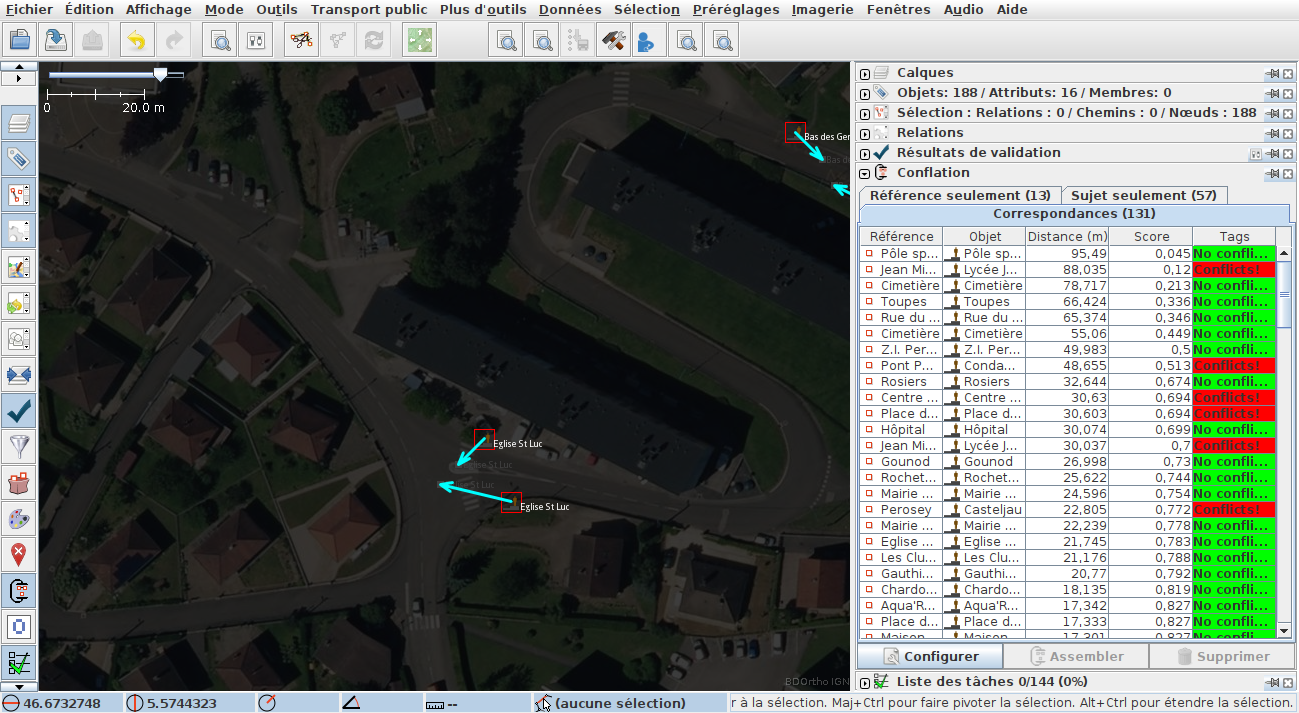 Fichier Édition Affichage Mode Outils Transport public Plus d'outils Données Sélection Préréglages Imagerie Fenêtres Audio Aide
0 20.0 m
Bas des Ger
Eglise St Luc
Eglise St Luc
Eglise St Luc
BDOrtho IGN
Calques
Objets: 188 / Attributs: 16 / Membres: 0
Sélection : Relations : 0 / Chemins : 0 / Nœuds : 188
Relations
Résultats de validation
Conflation
Référence seulement (13) Sujet seulement (57)
Correspondances (131)
Référence Objet Distance (m) Score Tags
Pôle sp... Pôle sp... 95,49 0,045 No confli...
Jean Mi... Lycée J... 88,035 0,12 Conflicts!
Cimetière Cimetière 78,717 0,213 No confli...
Toupes Toupes 66,424 0,336 No confli...
Rue du ... Rue du ... 65,374 0,346 No confli...
Cimetière Cimetière 55,06 0,449 No confli...
Z.I. Per... Z.I. Per... 49,983 0,5 No confli...
Pont P... Conda... 48,655 0,513 Conflicts!
Rosiers Rosiers 32,644 0,674 No confli...
Centre ... Centre ... 30,63 0,694 Conflicts!
Place d... Place d... 30,603 0,694 Conflicts!
Hôpital Hôpital 30,074 0,699 No confli...
Jean Mi... Lycée J... 30,037 0,7 Conflicts!
Gounod Gounod 26,998 0,73 No confli...
Rochet... Rochet... 25,622 0,744 No confli...
Mairie ... Mairie ... 24,596 0,754 No confli...
Perosey Casteljau 22,805 0,772 Conflicts!
Mairie ... Mairie ... 22,239 0,778 No confli...
Eglise ... Eglise ... 21,745 0,783 No confli...
Les Clu... Les Clu... 21,176 0,788 No confli...
Gauthi... Gauthi... 20,77 0,792 No confli...
Chardo... Chardo... 18,135 0,819 No confli...
Aqua'R... Aqua'R... 17,342 0,827 No confli...
Place d... Place d... 17,333 0,827 No confli...
Maison Maison 17,301 0,827 No confli...
Configurer Assembler Supprimer
Liste des tâches 0/144 (0%)
46.6732748 5.5744323 -- (aucune sélection) r à la sélection. Maj+Ctrl pour faire pivoter la sélection. Alt+Ctrl pour étendre la sélection.